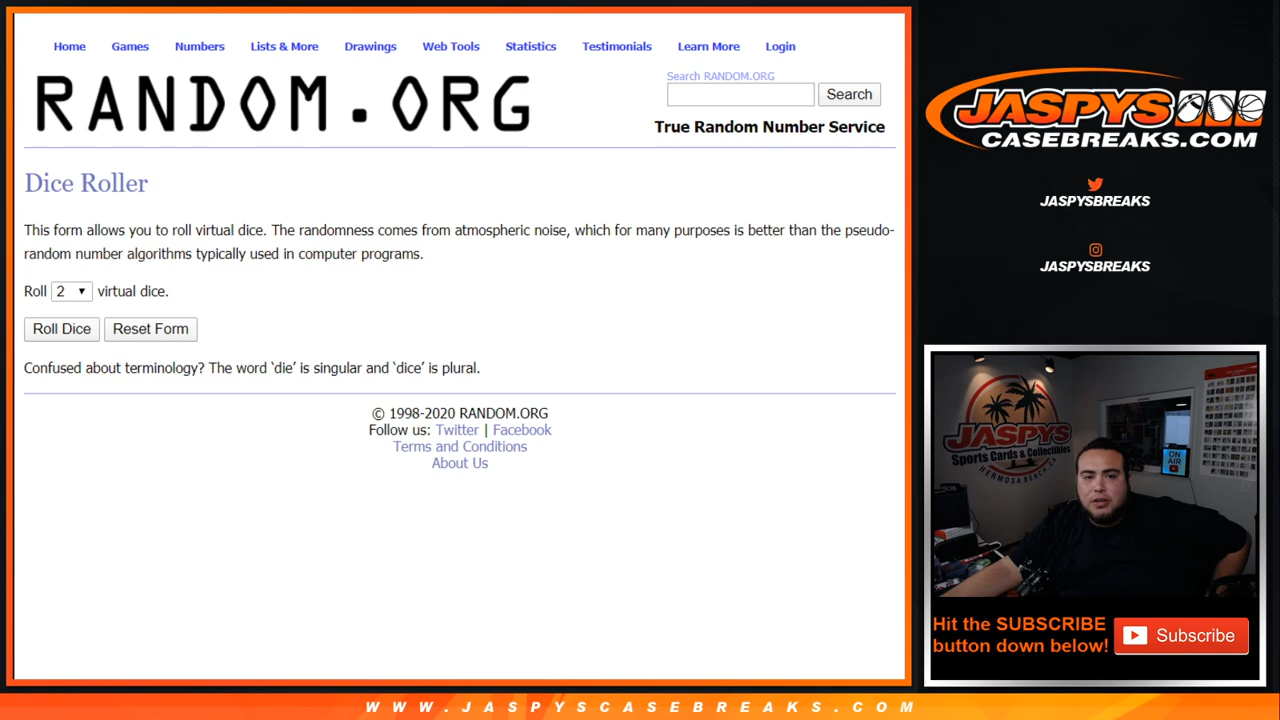 Home Games Numbers Lists & More Drawings Web Tools Statistics Testimonials Learn More Login
RANDOM.ORG
Search RANDOM.ORG
Search
True Random Number Service
Dice Roller
This form allows you to roll virtual dice. The randomness comes from atmospheric noise, which for many purposes is better than the pseudo-
random number algorithms typically used in computer programs.
Roll 2 virtual dice.
Roll Dice Reset Form
Confused about terminology? The word ‘die’ is singular and ‘dice’ is plural.
© 1998-2020 RANDOM.ORG
Follow us: Twitter | Facebook
Terms and Conditions
About Us
JASPYS
CASEBREAKS.COM
JASPYSBREAKS
JASPYSBREAKS
JASPYS
Sports Cards & Collectibles
HERMOSA BEACH, CA
ON
AIR
Hit the SUBSCRIBE
button down below!
Subscribe
WWW.JASPYSCASEBREAKS.COM